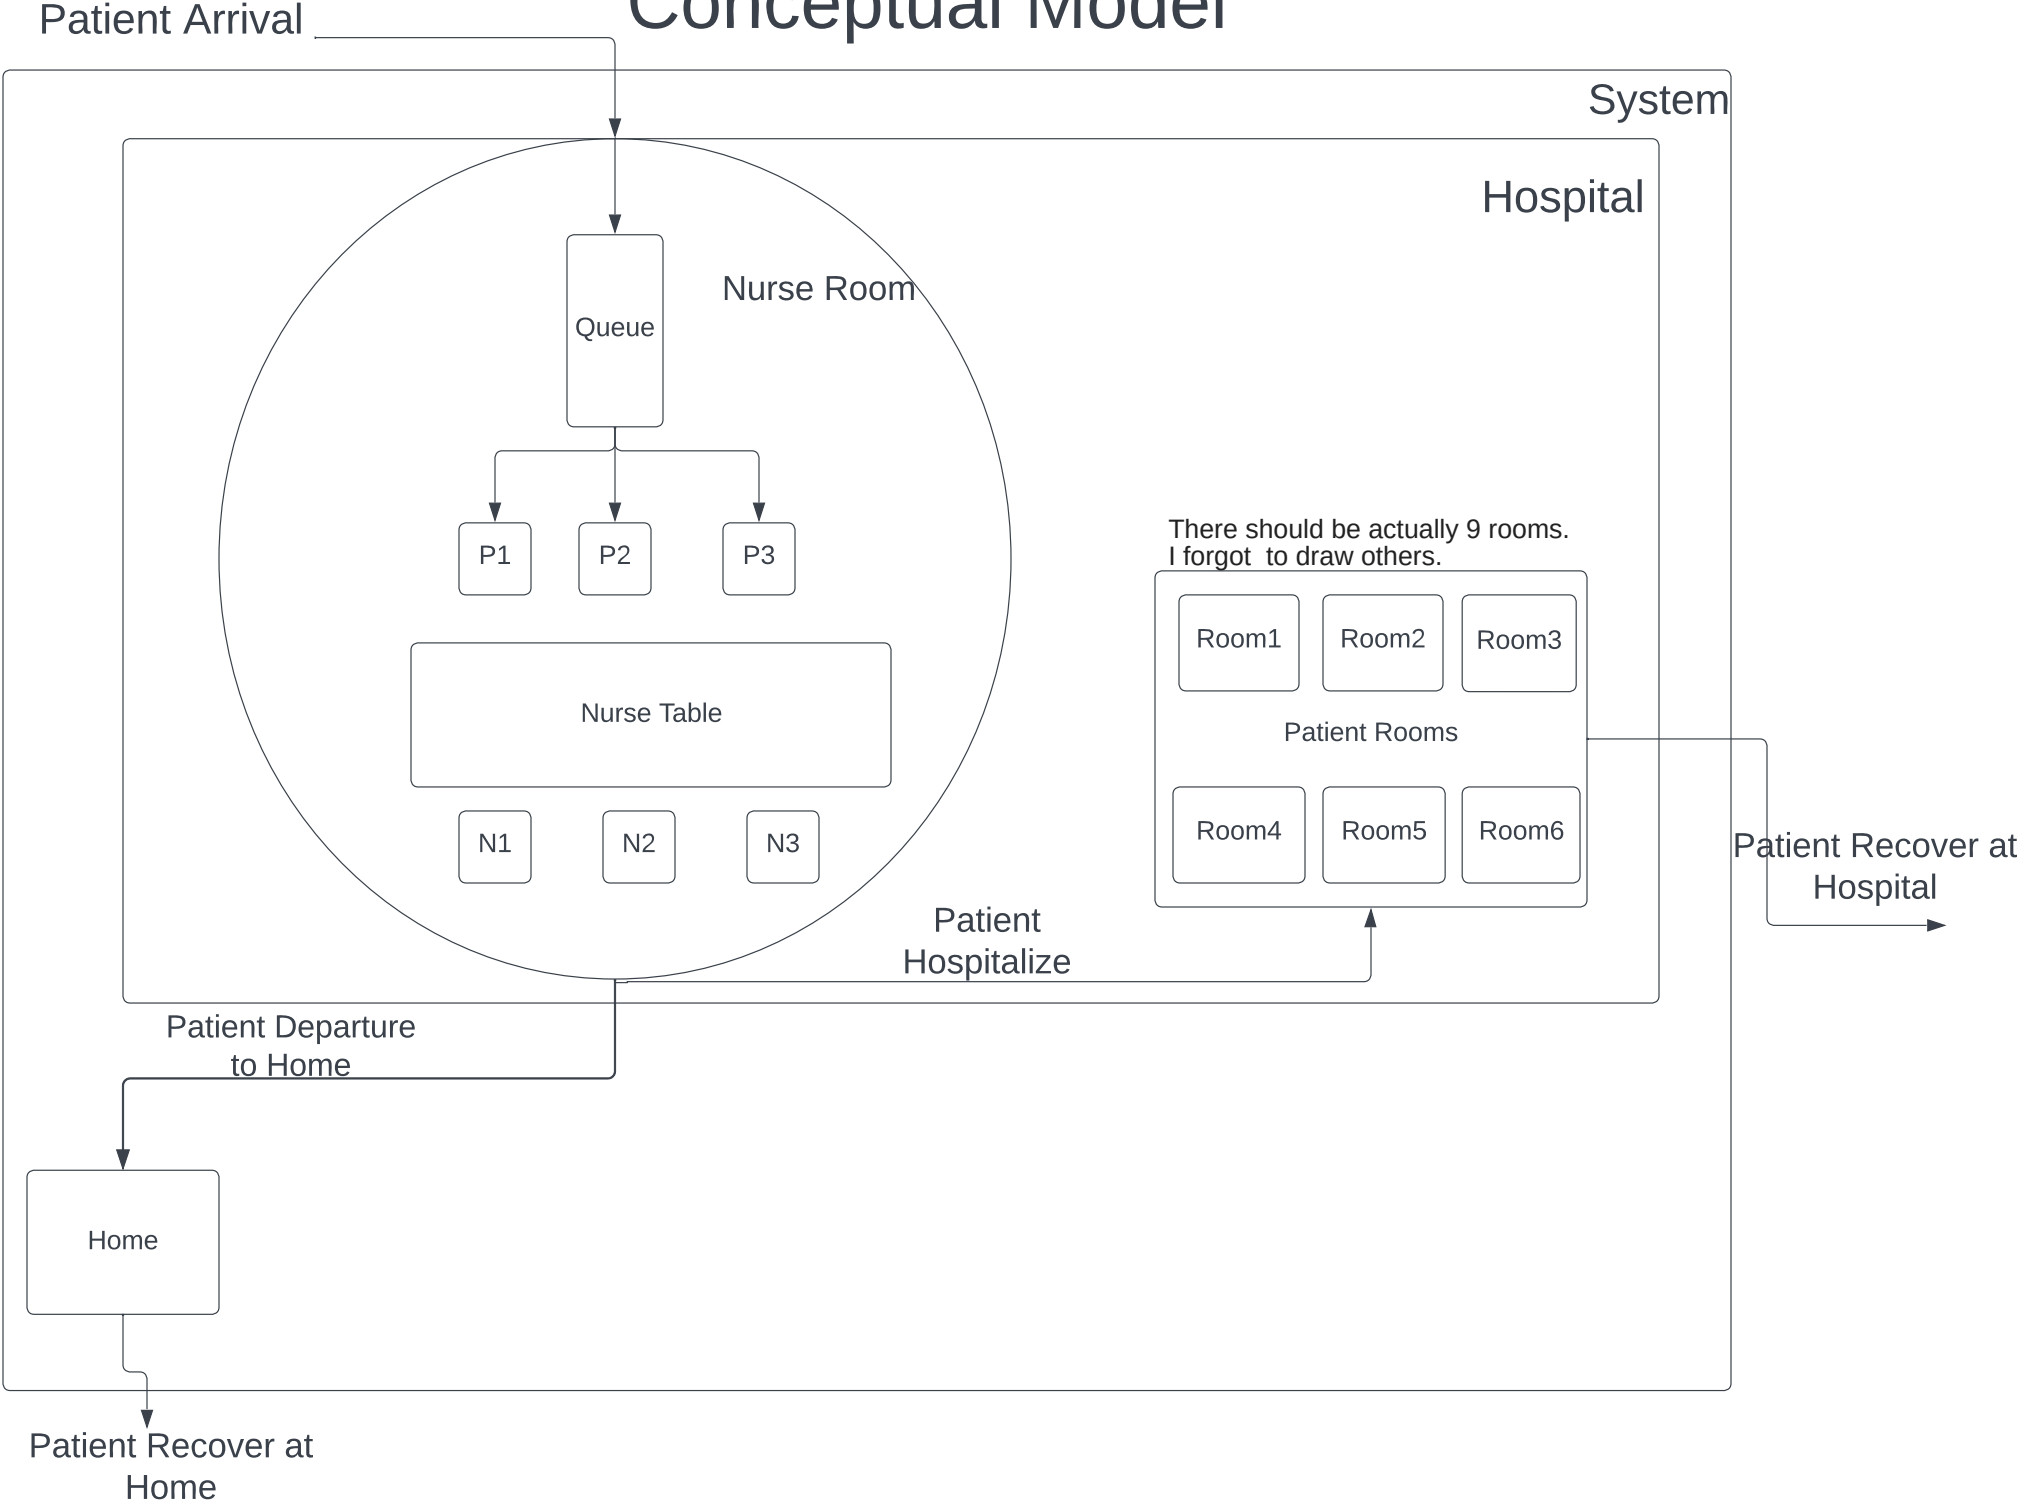 Conceptual Model
Patient Arrival
System
Hospital
Nurse Room
Queue
P1
P2
P3
There should be actually 9 rooms.
I forgot  to draw others.
Room1
Room2
Room3
Nurse Table
Patient Rooms
N1
N2
N3
Room4
Room5
Room6
Patient Recover at
Hospital
Patient
Hospitalize
Patient Departure
to Home
Home
Patient Recover at
Home